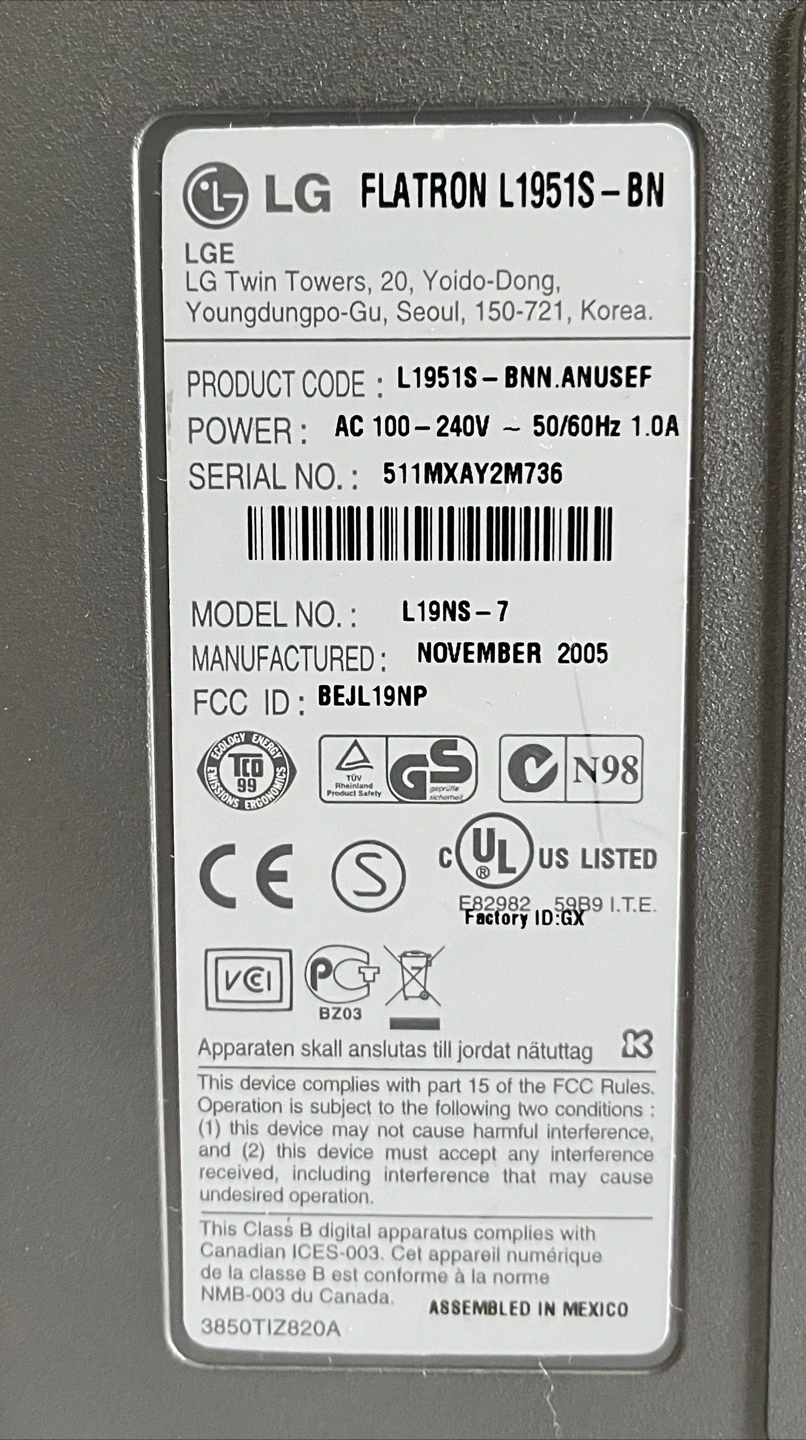 LG FLATRON L1951S-BN
LGE
LG Twin Towers, 20, Yoido-Dong,
Youngdungpo-Gu, Seoul, 150-721, Korea.
PRODUCT CODE : L1951S-BNN.ANUSEF
POWER : AC 100-240V ~ 50/60Hz 1.0A
SERIAL NO. : 511MXAY2M736
MODEL NO. : L19NS-7
MANUFACTURED : NOVEMBER 2005
FCC ID : BEJL19NP
ECOLOGY ENERGY
TCO
99
EMISSIONS ERGONOMICS
TÜV
Rheinland
Product Safety
GS
geprüfte
sicherheit
N98
CE
S
C UL® US LISTED
E82982 59B9 I.T.E.
Factory ID:GX
VCI
PCT
BZ03
Apparaten skall anslutas till jordat nätuttag
This device complies with part 15 of the FCC Rules.
Operation is subject to the following two conditions :
(1) this device may not cause harmful interference,
and (2) this device must accept any interference
received, including interference that may cause
undesired operation.
This Class B digital apparatus complies with
Canadian ICES-003. Cet appareil numérique
de la classe B est conforme à la norme
NMB-003 du Canada.
ASSEMBLED IN MEXICO
3850TIZ820A